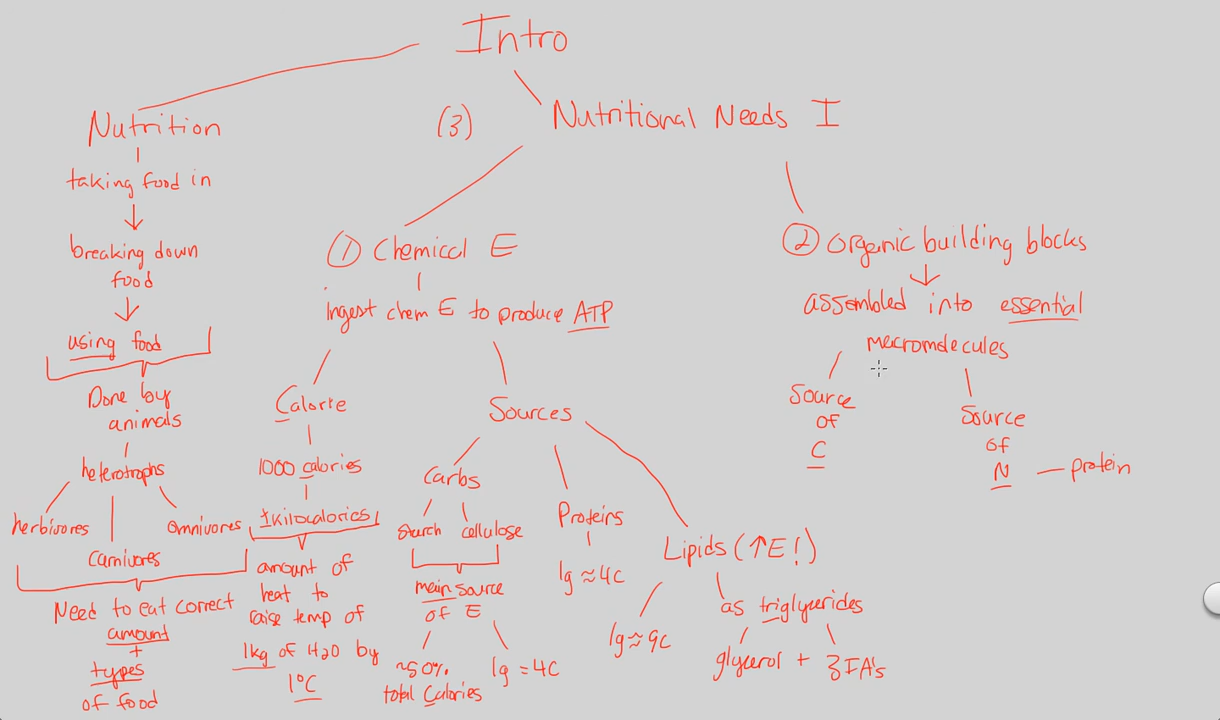 Intro
Nutrition
taking food in
breaking down
food
using food
Done by
animals
heterotrophs
herbivores
omnivores
carnivores
Need to eat correct
amount
+
types
of food
(3)
Nutritional Needs I
① Chemical E
ingest chem E to produce ATP
Calorie
1000 calories
1 kilocalories
amount of
heat to
raise temp of
1kg of H2O by
1°C
Sources
Carbs
starch cellulose
main source
of E
~50%
total Calories
1g = 4C
Proteins
1g ≈ 4C
Lipids (↑E!)
1g ≈ 9C
as triglycerides
glycerol + 3FA's
② Organic building blocks
assembled into essential
macromolecules
Source
of
C
Source
of
N — protein